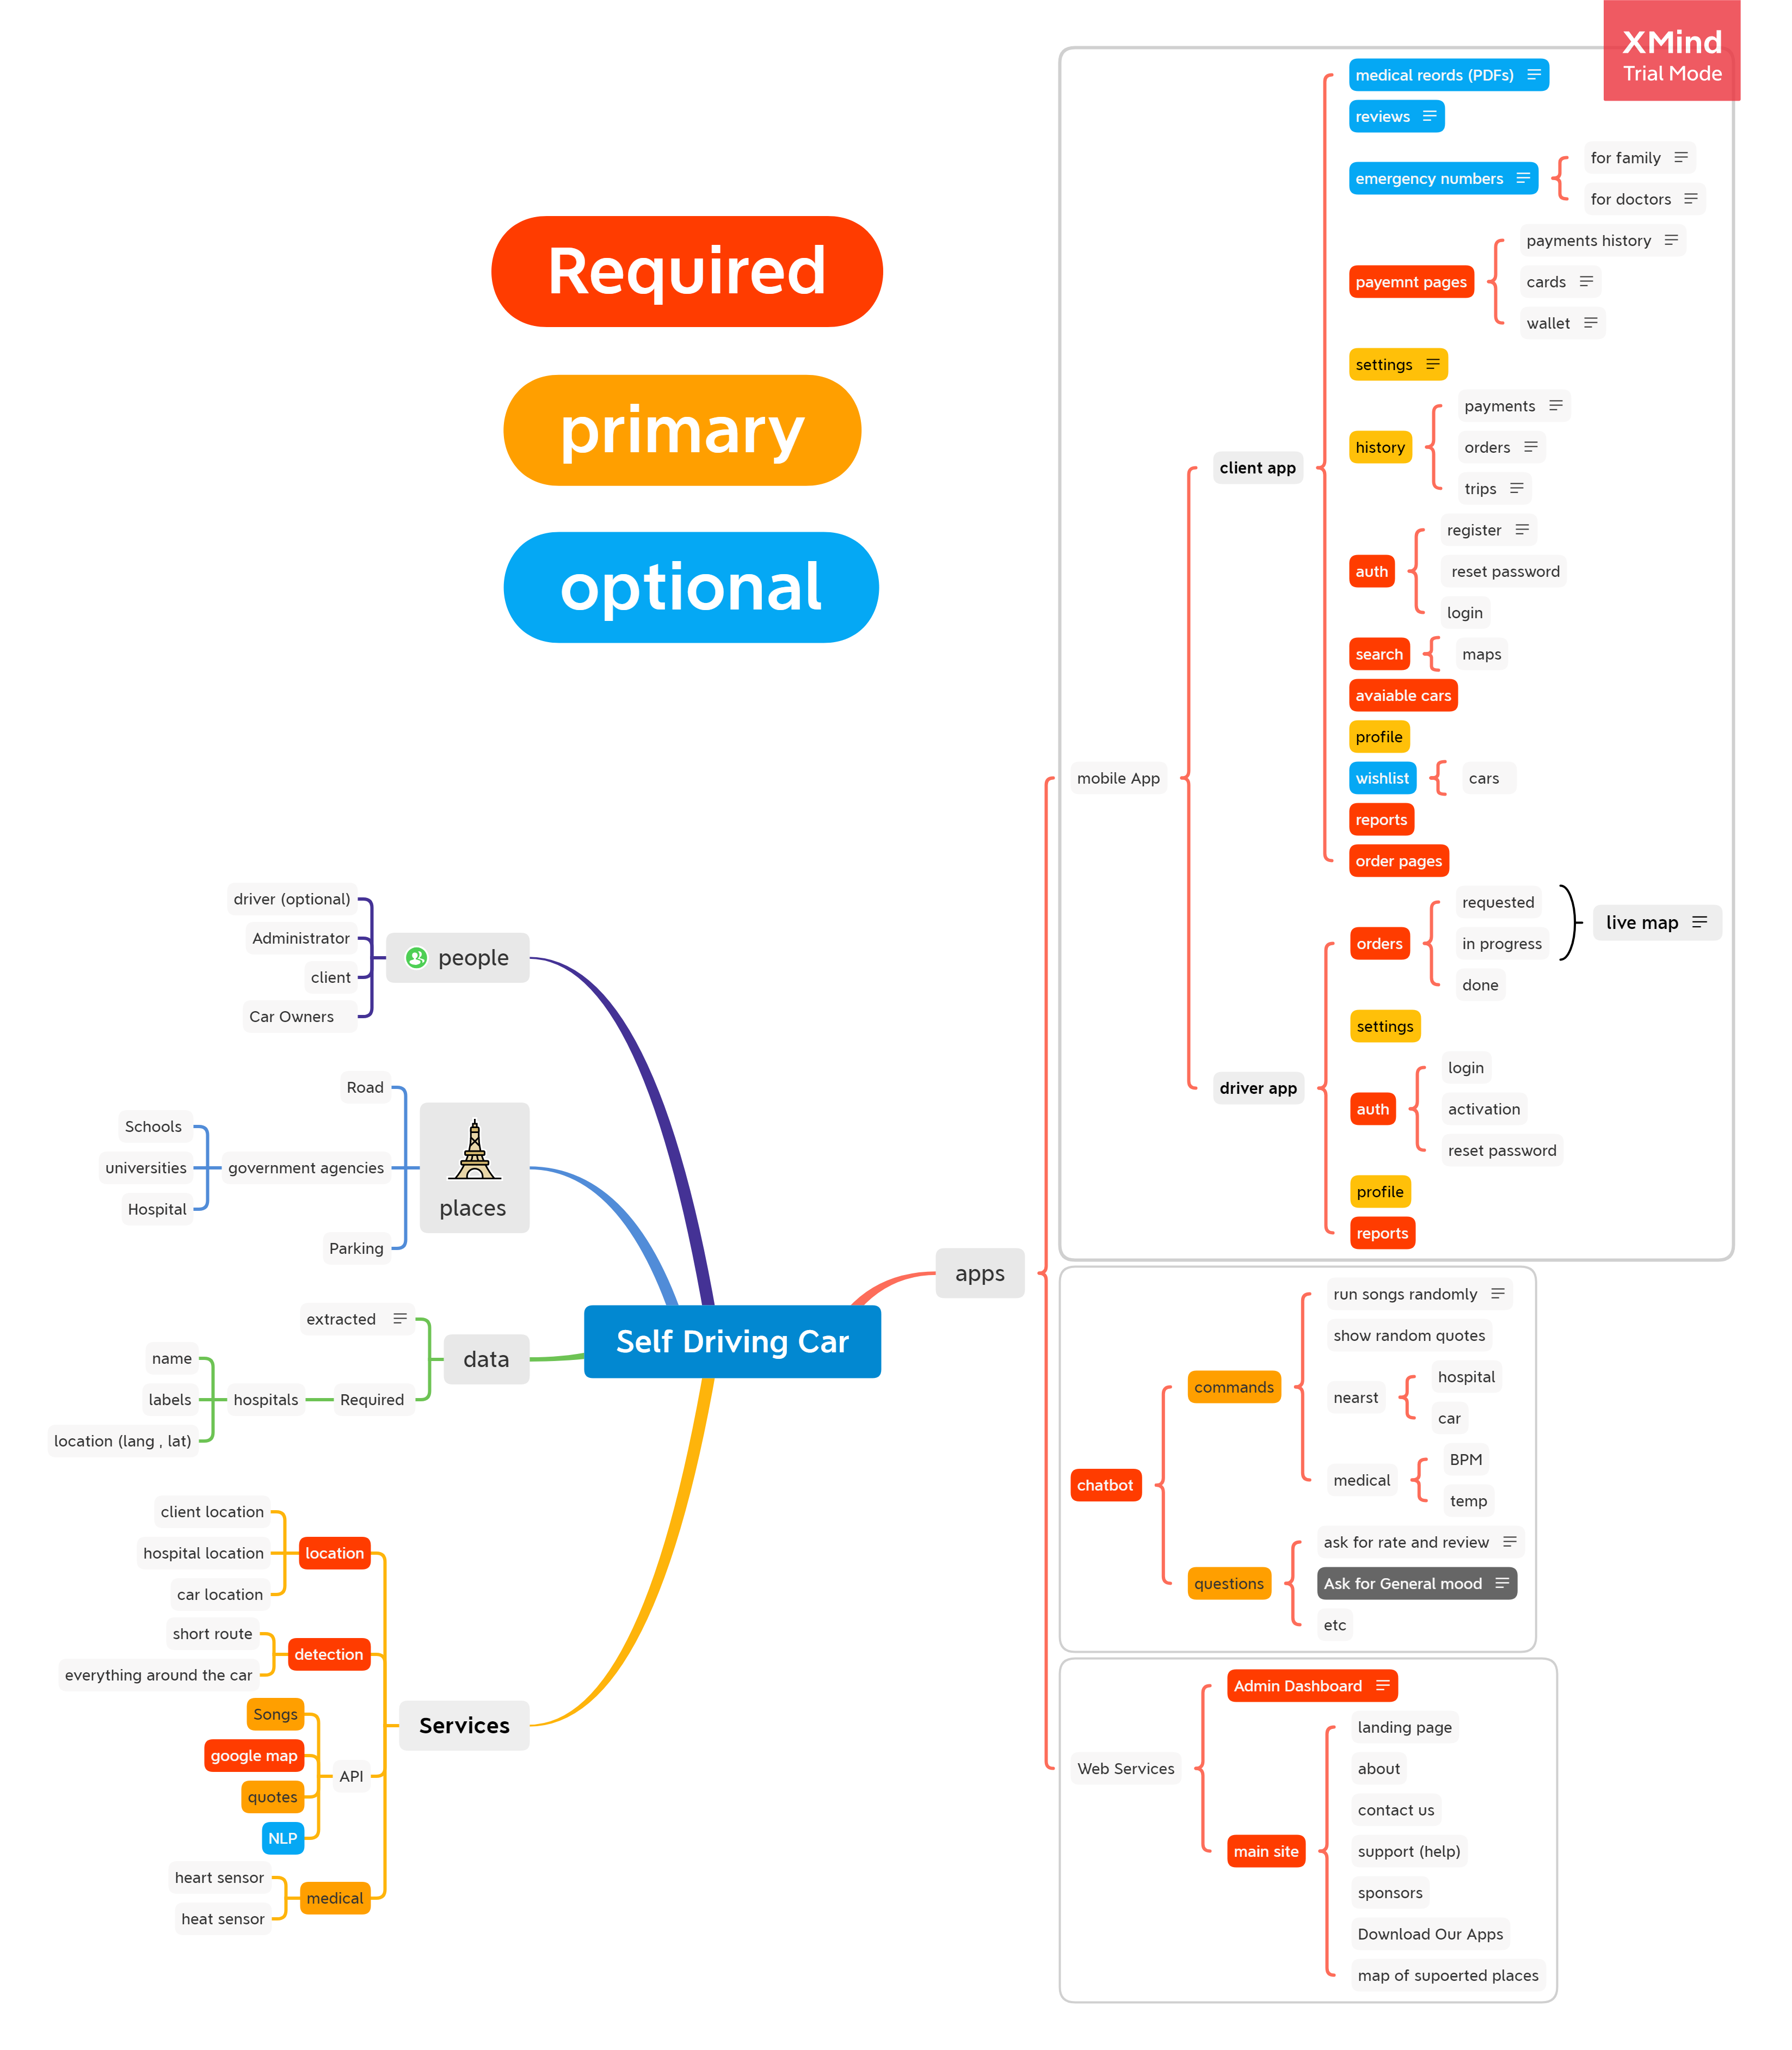 XMind
Trial Mode
Required
primary
optional
Self Driving Car
people
driver (optional)
Administrator
client
Car Owners
places
Road
government agencies
Schools
universities
Hospital
Parking
data
extracted
Required
hospitals
name
labels
location (lang , lat)
Services
location
client location
hospital location
car location
detection
short route
everything around the car
API
Songs
google map
quotes
NLP
medical
heart sensor
heat sensor
apps
mobile App
client app
medical reords (PDFs)
reviews
emergency numbers
for family
for doctors
payemnt pages
payments history
cards
wallet
settings
history
payments
orders
trips
auth
register
reset password
login
search
maps
avaiable cars
profile
wishlist
cars
reports
order pages
driver app
orders
requested
in progress
done
live map
settings
auth
login
activation
reset password
profile
reports
chatbot
commands
run songs randomly
show random quotes
nearst
hospital
car
medical
BPM
temp
questions
ask for rate and review
Ask for General mood
etc
Web Services
Admin Dashboard
main site
landing page
about
contact us
support (help)
sponsors
Download Our Apps
map of supoerted places